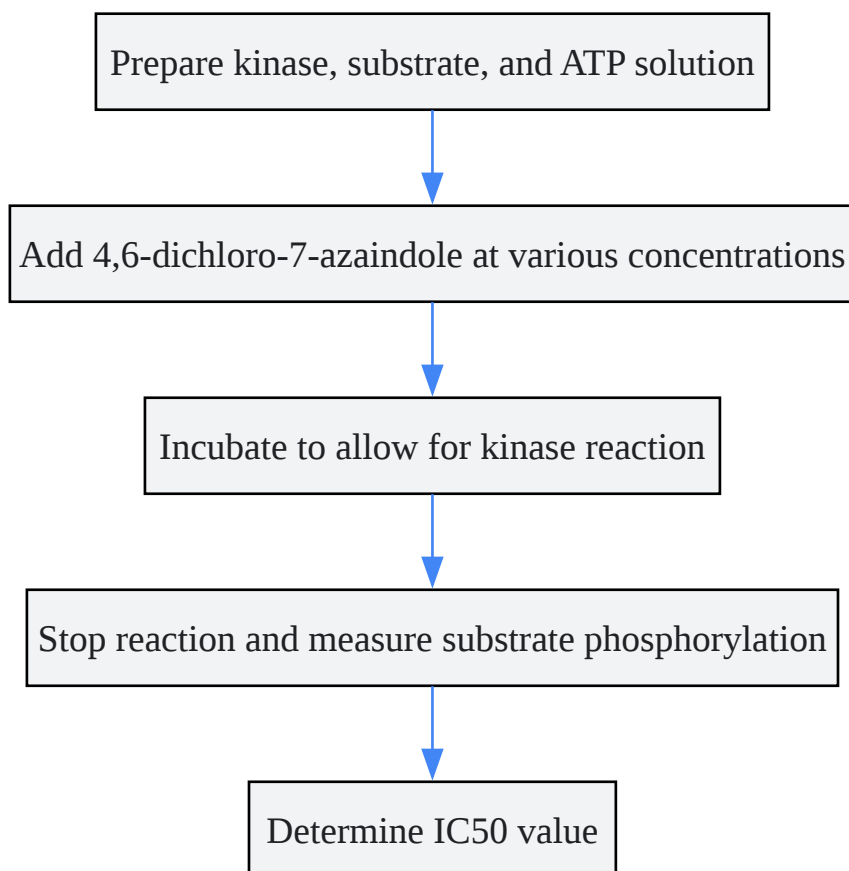 Prepare kinase, substrate, and ATP solution
Add 4,6-dichloro-7-azaindole at various concentrations
Incubate to allow for kinase reaction
Stop reaction and measure substrate phosphorylation
Determine IC50 value